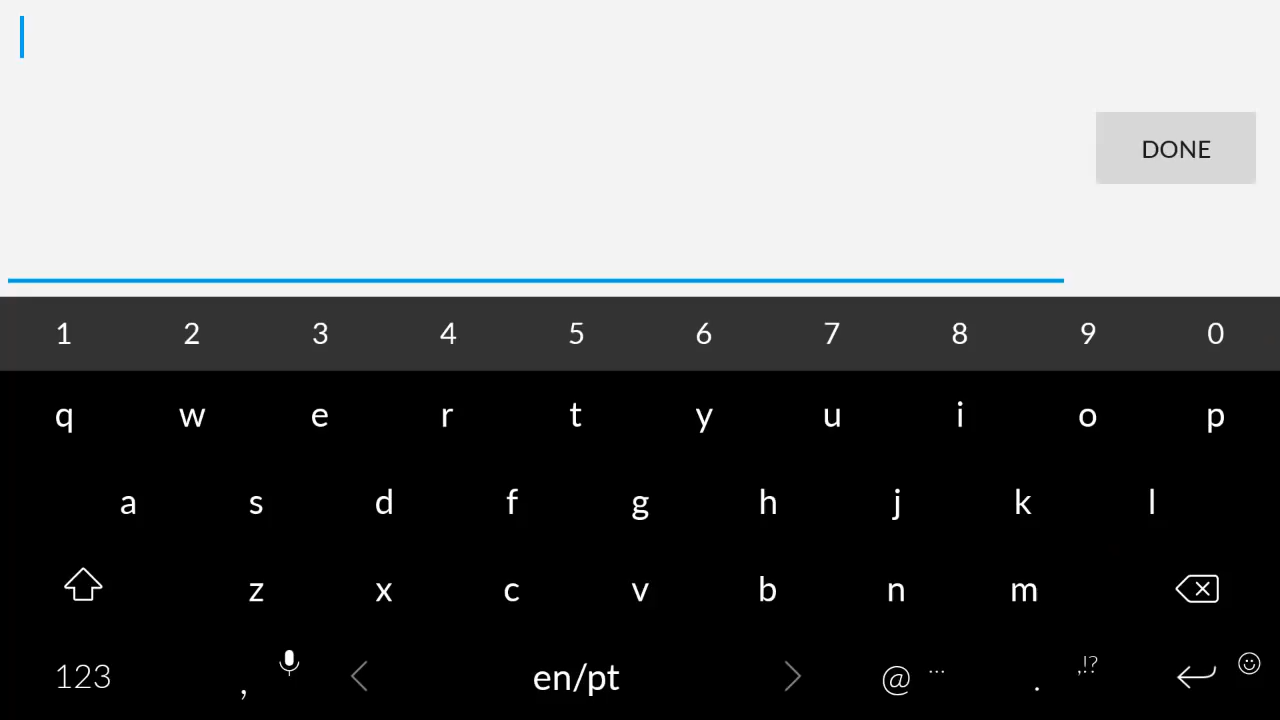 DONE
1 2 3 4 5 6 7 8 9 0
q w e r t y u i o p
a s d f g h j k l
z x c v b n m
123 , en/pt @ ... . ,!?